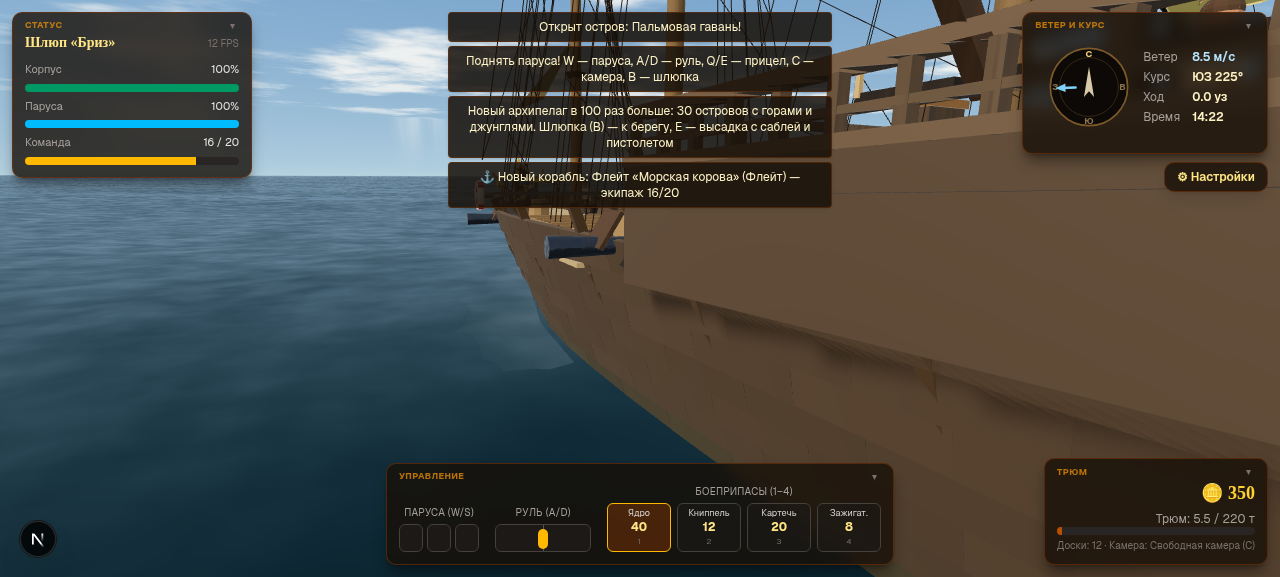 СТАТУС ▼
Шлюп «Бриз» 12 FPS
Корпус 100%
Паруса 100%
Команда 16 / 20
Открыт остров: Пальмовая гавань!
Поднять паруса! W — паруса, A/D — руль, Q/E — прицел, C —
камера, B — шлюпка
Новый архипелаг в 100 раз больше: 30 островов с горами и
джунглями. Шлюпка (B) — к берегу, E — высадка с саблей и
пистолетом
⚓ Новый корабль: Флейт «Морская корова» (Флейт) —
экипаж 16/20
ВЕТЕР И КУРС ▼
С
З В
Ю
Ветер 8.5 м/с
Курс ЮЗ 225°
Ход 0.0 уз
Время 14:22
⚙ Настройки
УПРАВЛЕНИЕ ▼
ПАРУСА (W/S)
РУЛЬ (A/D)
БОЕПРИПАСЫ (1–4)
Ядро Книппель Картечь Зажигат.
40 12 20 8
1 2 3 4
ТРЮМ ▼
🪙 350
Трюм: 5.5 / 220 т
Доски: 12 · Камера: Свободная камера (C)
N